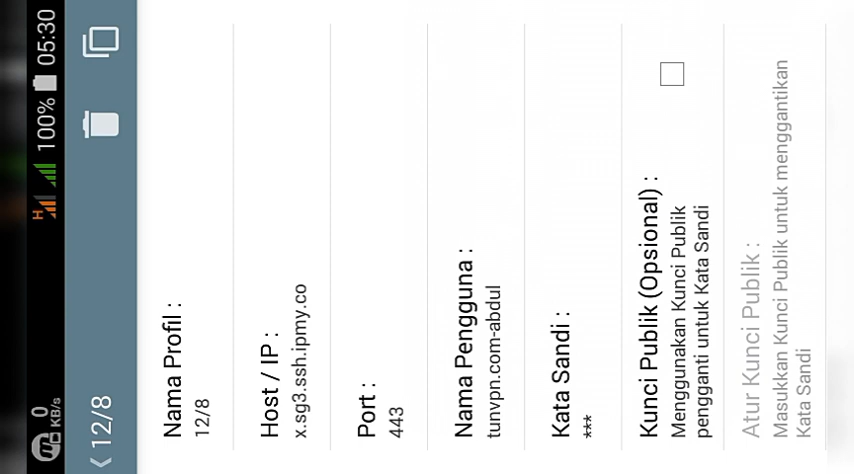 0
KB/s
H
100%
05:30
12/8
Nama Profil :
12/8
Host / IP :
x.sg3.ssh.ipmy.co
Port :
443
Nama Pengguna :
tunvpn.com-abdul
Kata Sandi :
***
Kunci Publik (Opsional) :
Menggunakan Kunci Publik
pengganti untuk Kata Sandi
Atur Kunci Publik :
Masukkan Kunci Publik untuk menggantikan
Kata Sandi